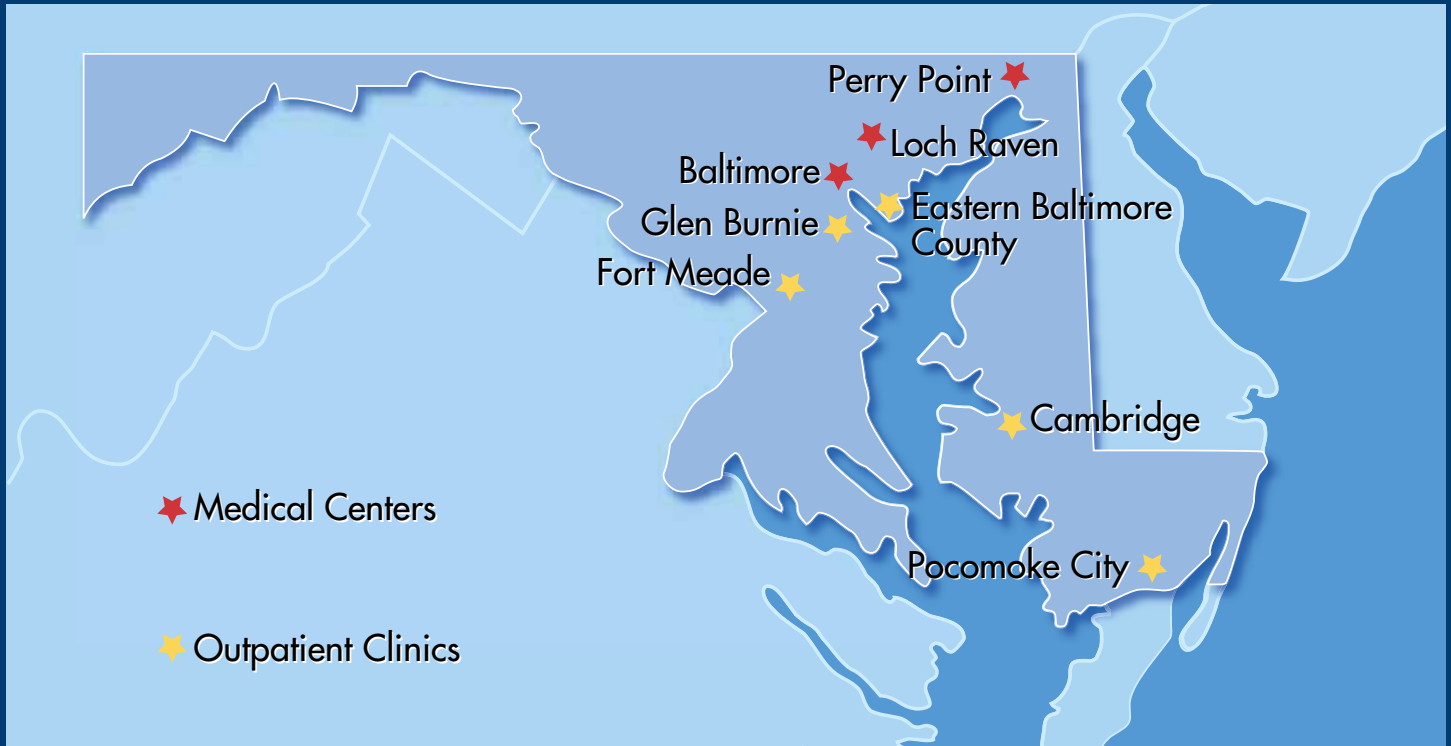 Perry Point
Loch Raven
Baltimore
Eastern Baltimore
County
Glen Burnie
Fort Meade
Cambridge
Medical Centers
Pocomoke City
Outpatient Clinics